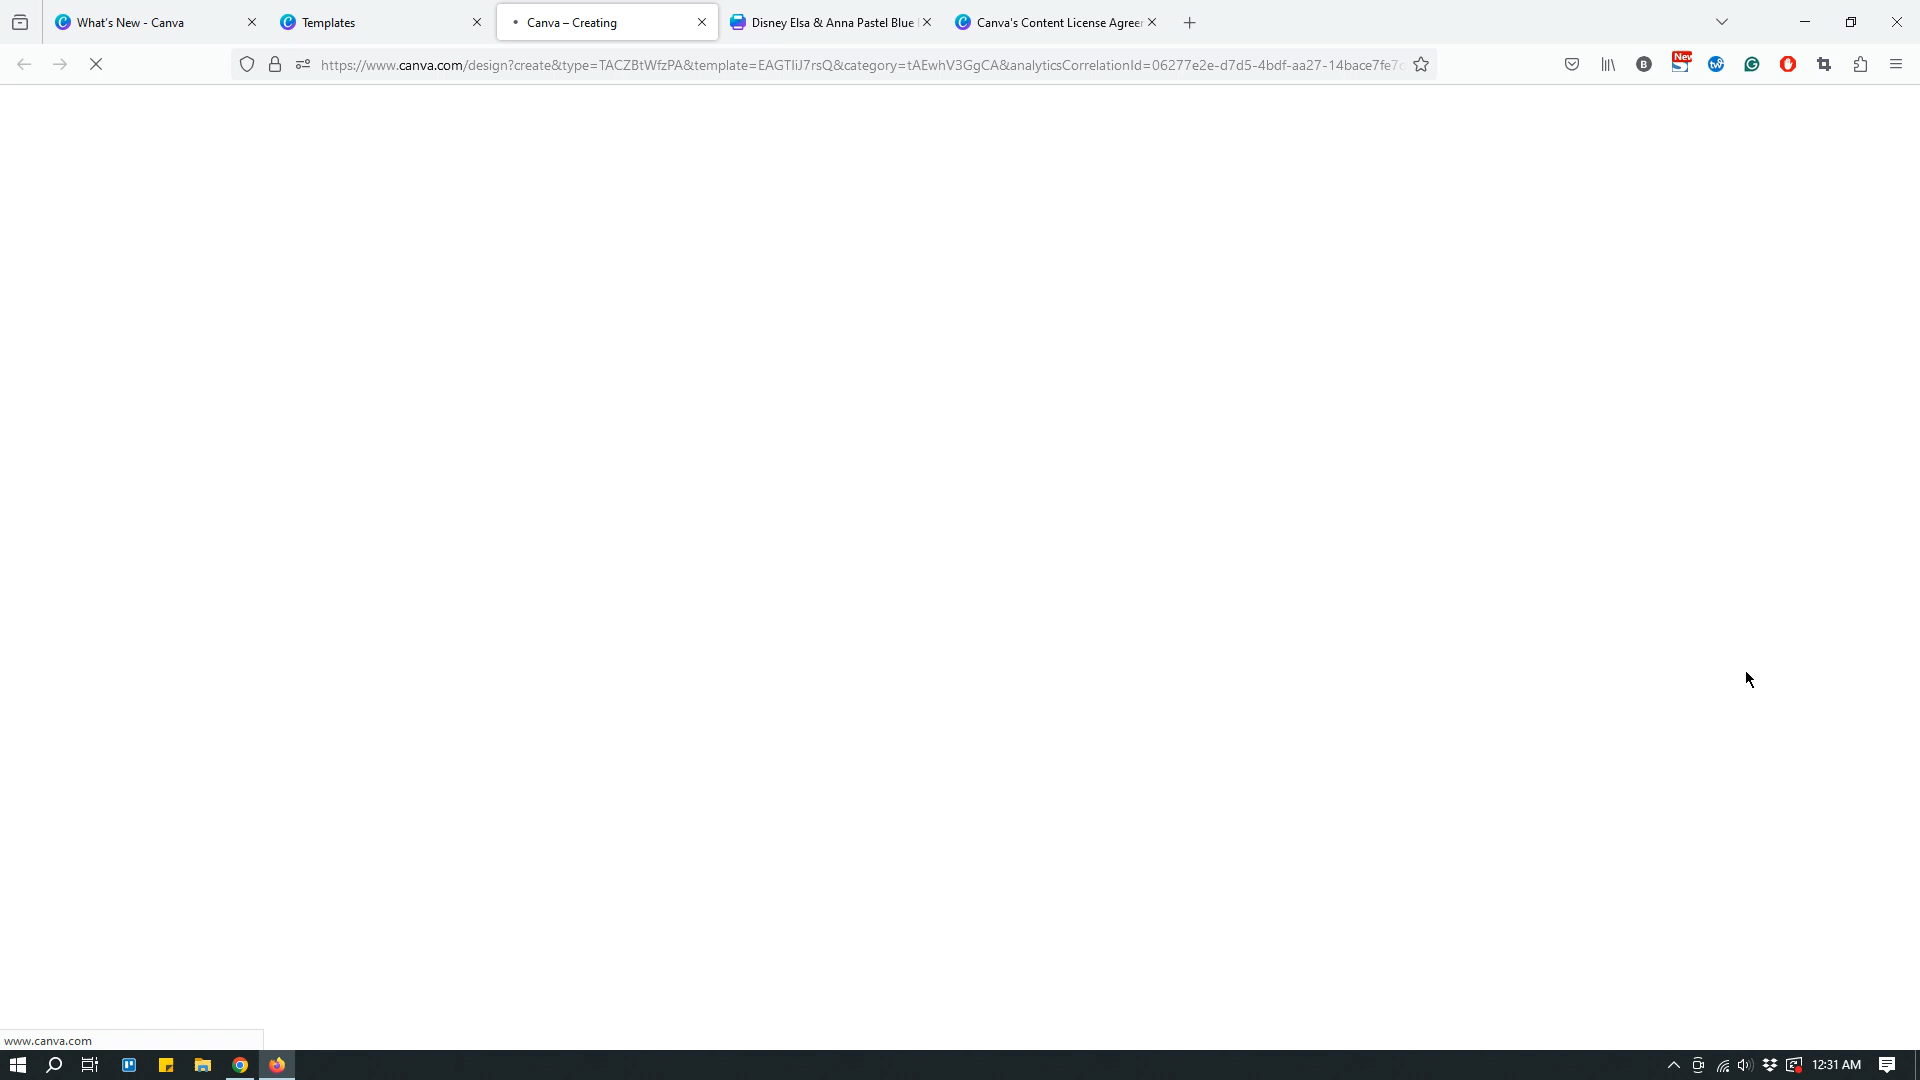 What's New - Canva
Templates
Canva – Creating
Disney Elsa & Anna Pastel Blue
Canva's Content License Agree
https://www.canva.com/design?create&type=TACZBtWfzPA&template=EAGTIiJ7rsQ&category=tAEwhV3GgCA&analyticsCorrelationId=06277e2e-d7d5-4bdf-aa27-14bace7fe7
B
New
tw
www.canva.com
12:31 AM